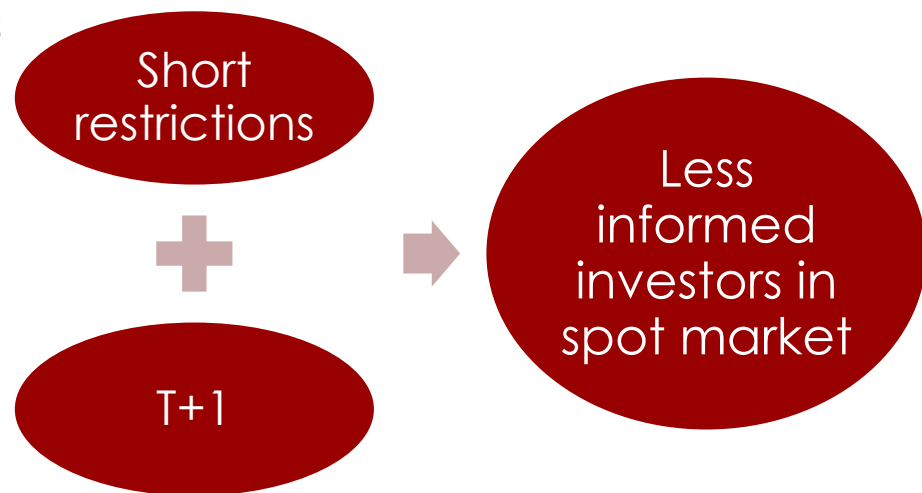 Short
restrictions
T+1
Less
informed
investors in
spot market